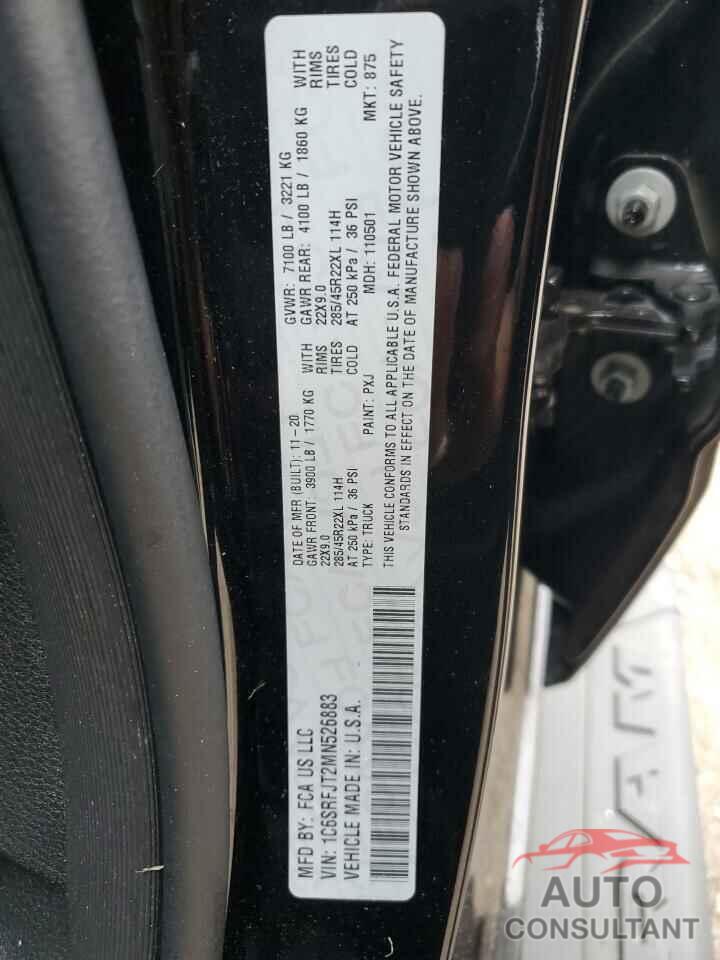 MFD BY: FCA US LLC
DATE OF MFR (BUILT): 11-20
GVWR: 7100 LB / 3221 KG
GAWR FRONT: 3900 LB / 1770 KG WITH
GAWR REAR: 4100 LB / 1860 KG WITH
22X9.0 RIMS
22X9.0 RIMS
285/45R22XL 114H TIRES
285/45R22XL 114H TIRES
AT 250 kPa / 36 PSI COLD
AT 250 kPa / 36 PSI COLD
VIN: 1C6SRFJT2MN526883
TYPE: TRUCK PAINT: PXJ MDH: 110501 MKT: 875
VEHICLE MADE IN: U.S.A.
THIS VEHICLE CONFORMS TO ALL APPLICABLE U.S.A. FEDERAL MOTOR VEHICLE SAFETY
STANDARDS IN EFFECT ON THE DATE OF MANUFACTURE SHOWN ABOVE.
RAM
AUTO
CONSULTANT